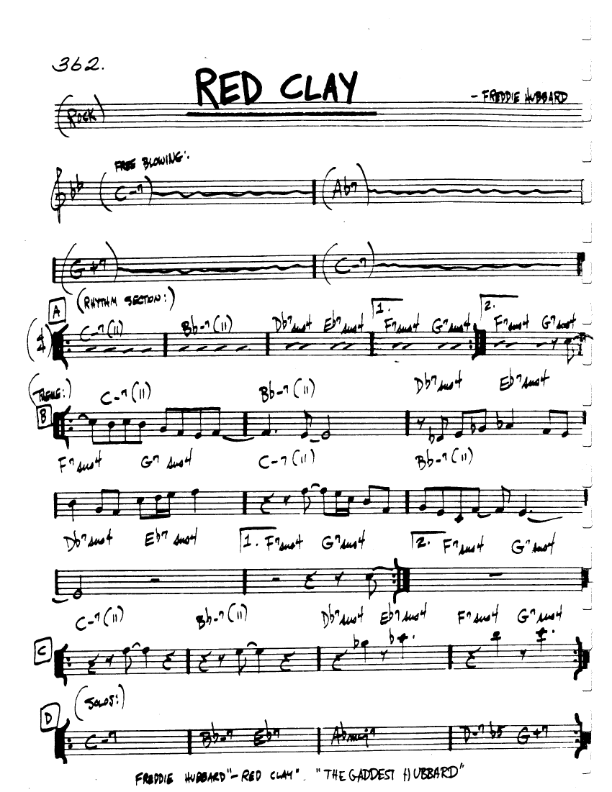 362.
RED CLAY
- FREDDIE HUBBARD
(ROCK)
FREE BLOWING:
(C-7) (Ab7)
(G+7) (C-7)
A (RHYTHM SECTION:)
C-7(11) Bb-7(11) Db7sus4 Eb7sus4 1. F7sus4 G7sus4 2. F7sus4 G7sus4
(4/4)
(THEME:)
B C-7(11) Bb-7(11) Db7sus4 Eb7sus4
F7sus4 G7sus4 C-7(11) Bb-7(11)
Db7sus4 Eb7sus4 1. F7sus4 G7sus4 2. F7sus4 G7sus4
C-7(11) Bb-7(11) Db7sus4 Eb7sus4 F7sus4 G7sus4
C
D (SOLOS:)
C-7 Bb-7 Eb7 Abmaj7 D-7b5 G+7
FREDDIE HUBBARD"-RED CLAY". "THE GADDEST HUBBARD"